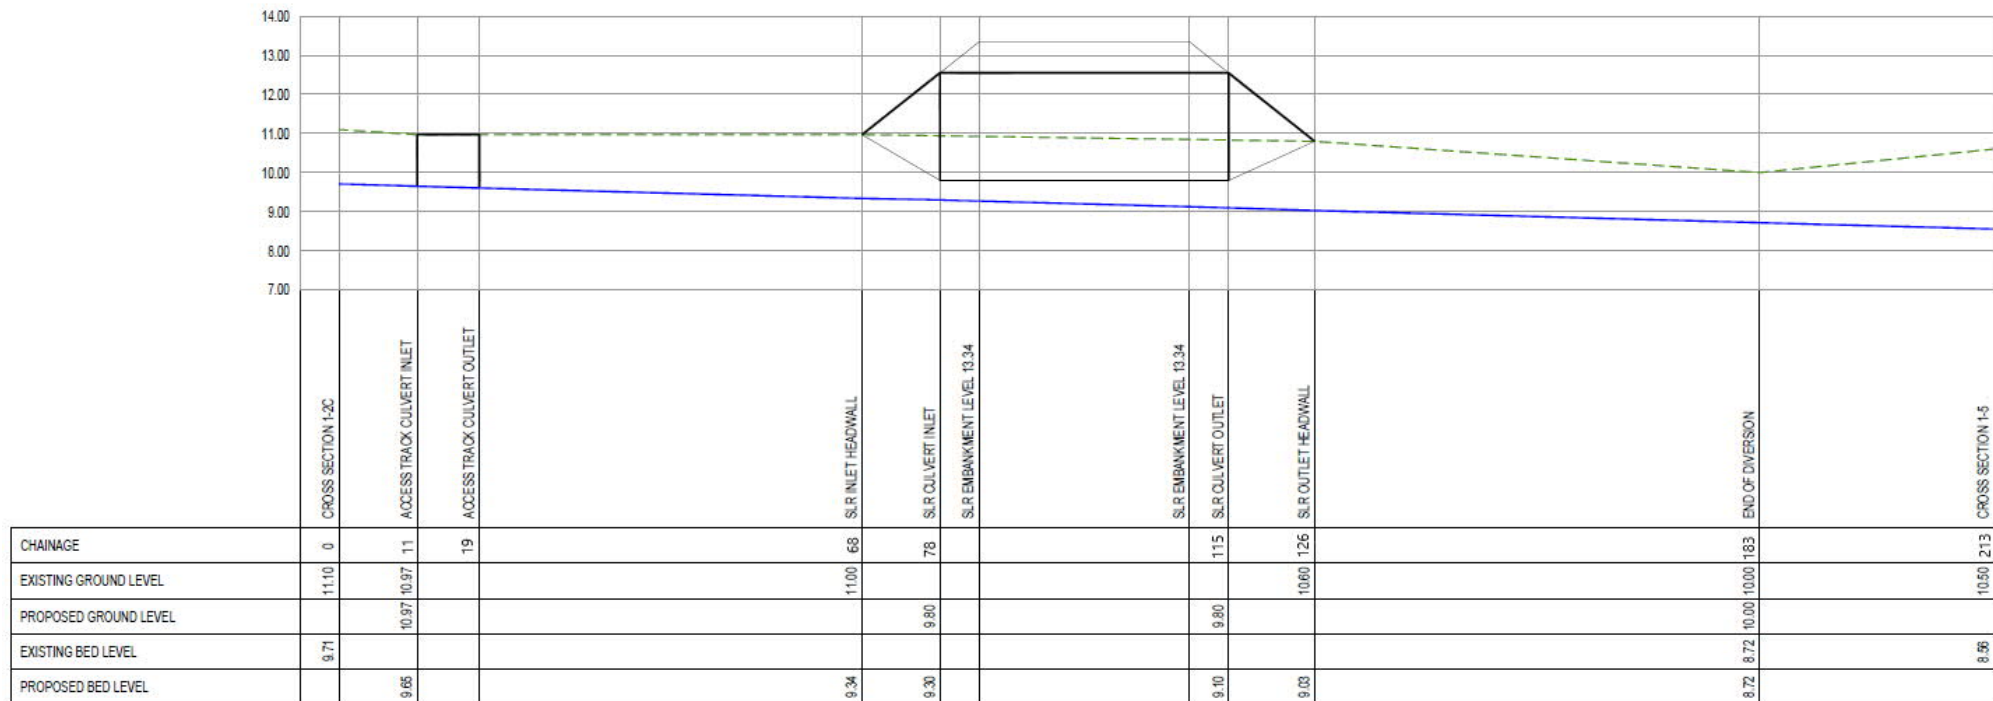 14.00
13.00
12.00
11.00
10.00
9.00
8.00
7.00
CROSS SECTION 1-2C
ACCESS TRACK CULVERT INLET
ACCESS TRACK CULVERT OUTLET
SLR INLET HEADWALL
SLR CULVERT INLET
SLR EMBANKMENT LEVEL 13.34
SLR EMBANKMENT LEVEL 13.34
SLR CULVERT OUTLET
SLR OUTLET HEADWALL
END OF DIVERSION
CROSS SECTION 1-5
CHAINAGE 0 11 19 68 78 115 126 183 213
EXISTING GROUND LEVEL 11.10 10.97 11.00 10.60 10.00 10.50
PROPOSED GROUND LEVEL 10.97 9.80 9.80 10.00
EXISTING BED LEVEL 9.71 8.72 8.56
PROPOSED BED LEVEL 9.65 9.34 9.30 9.10 9.03 8.72